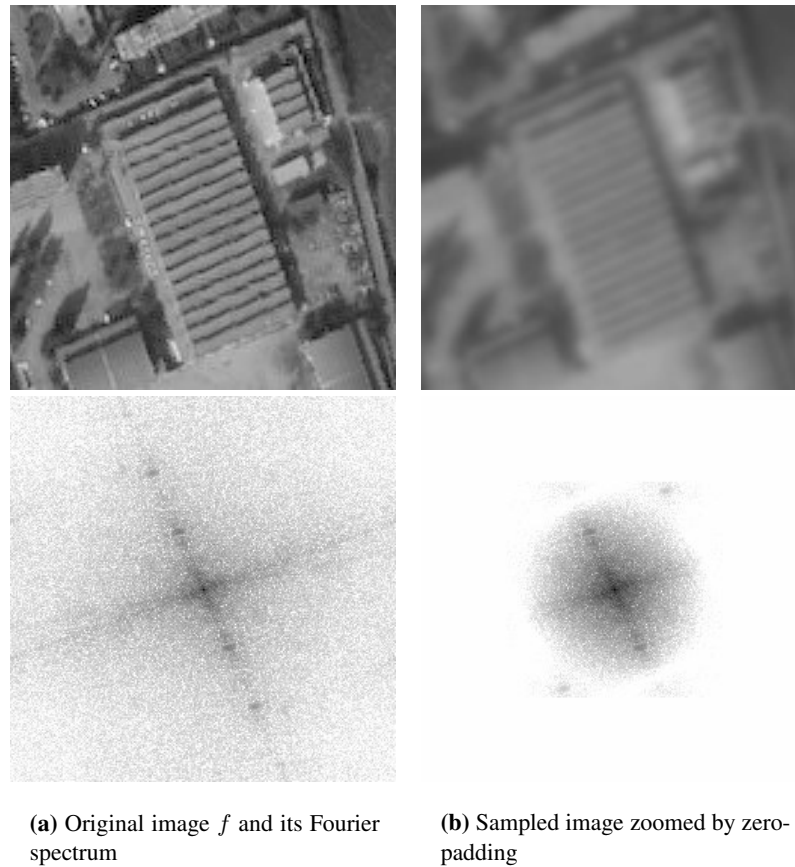 (a) Original image f and its Fourier
spectrum
(b) Sampled image zoomed by zero-
padding